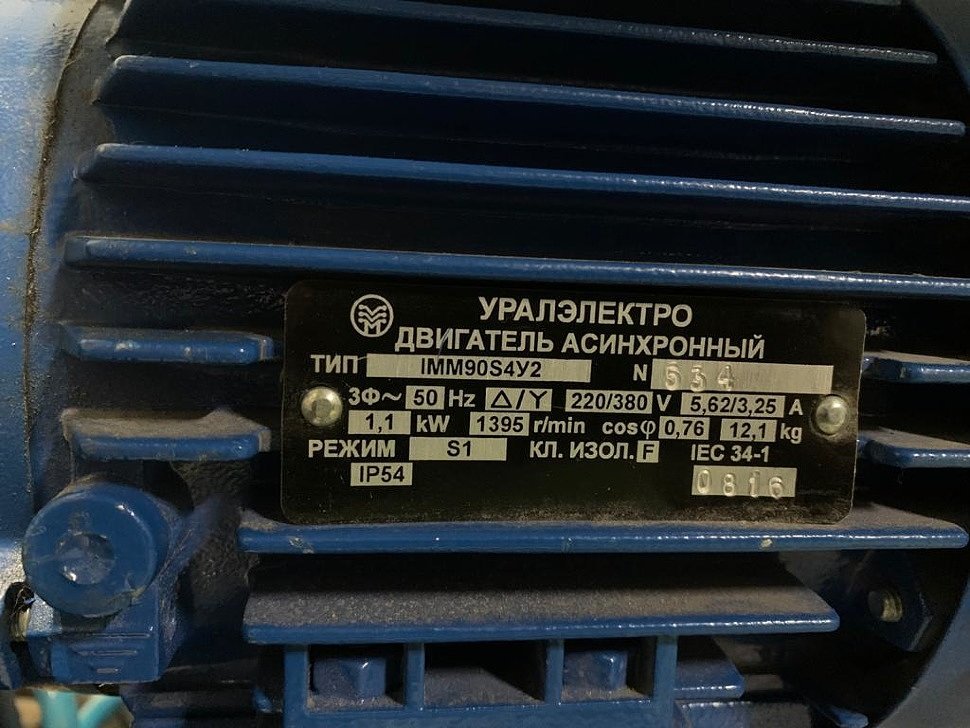 УРАЛЭЛЕКТРО
ДВИГАТЕЛЬ АСИНХРОННЫЙ
ТИП IMM90S4У2 N 534
3Ф~ 50 Hz Δ/Y 220/380 V 5,62/3,25 A
1,1 kW 1395 r/min cosφ 0,76 12,1 kg
РЕЖИМ S1 КЛ. ИЗОЛ. F IEC 34-1
IP54 0816